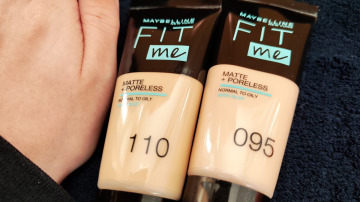 MAYBELLINE
FIT
me
MATTE
+ PORELESS
NORMAL TO OILY
110
MAYBELLINE
FIT
me
MATTE
+ PORELESS
NORMAL TO OILY
095